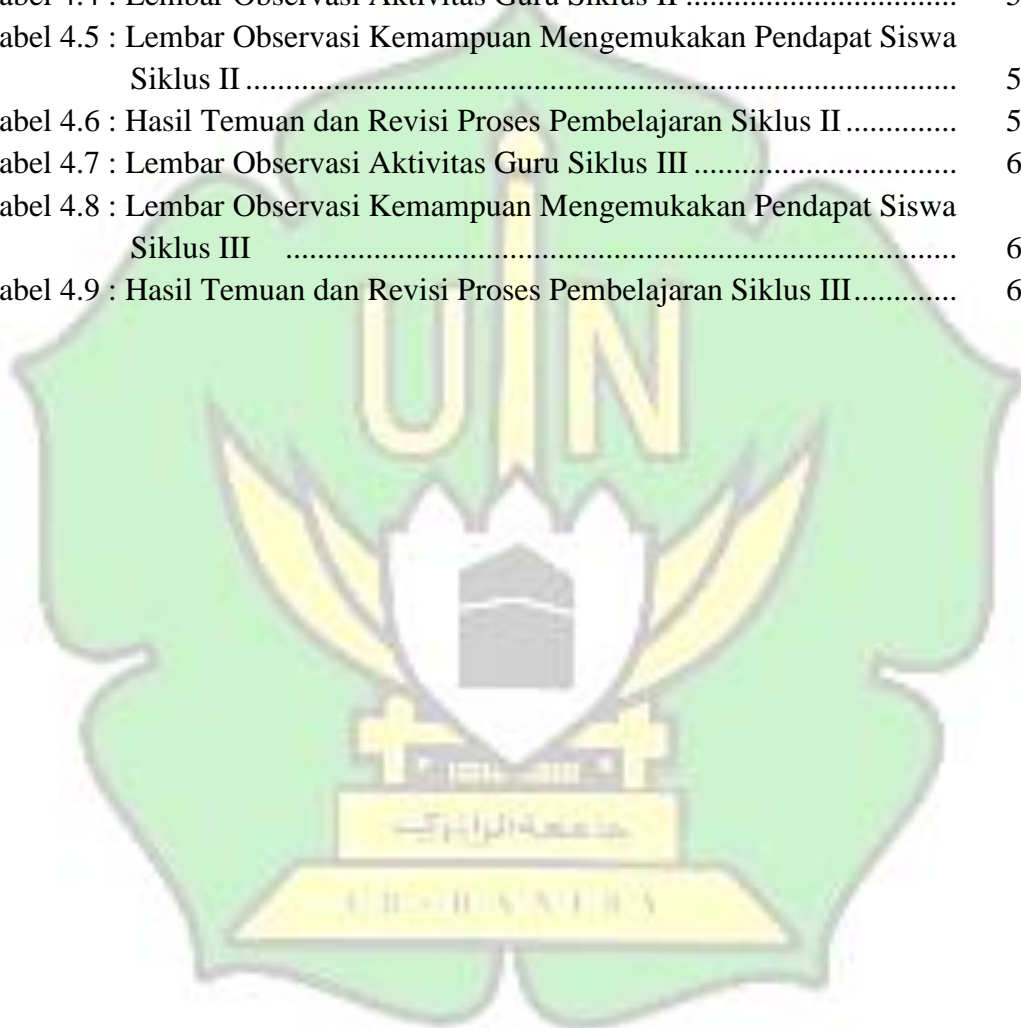 abel 4.4 : Lembar Observasi Aktivitas Guru Siklus II ..................................
abel 4.5 : Lembar Observasi Kemampuan Mengemukakan Pendapat Siswa
Siklus II ........................................................................................ 5
abel 4.6 : Hasil Temuan dan Revisi Proses Pembelajaran Siklus II .............. 5
abel 4.7 : Lembar Observasi Aktivitas Guru Siklus III ................................. 6
abel 4.8 : Lembar Observasi Kemampuan Mengemukakan Pendapat Siswa
Siklus III ................................................................................... 6
abel 4.9 : Hasil Temuan dan Revisi Proses Pembelajaran Siklus III ............. 6
UIN